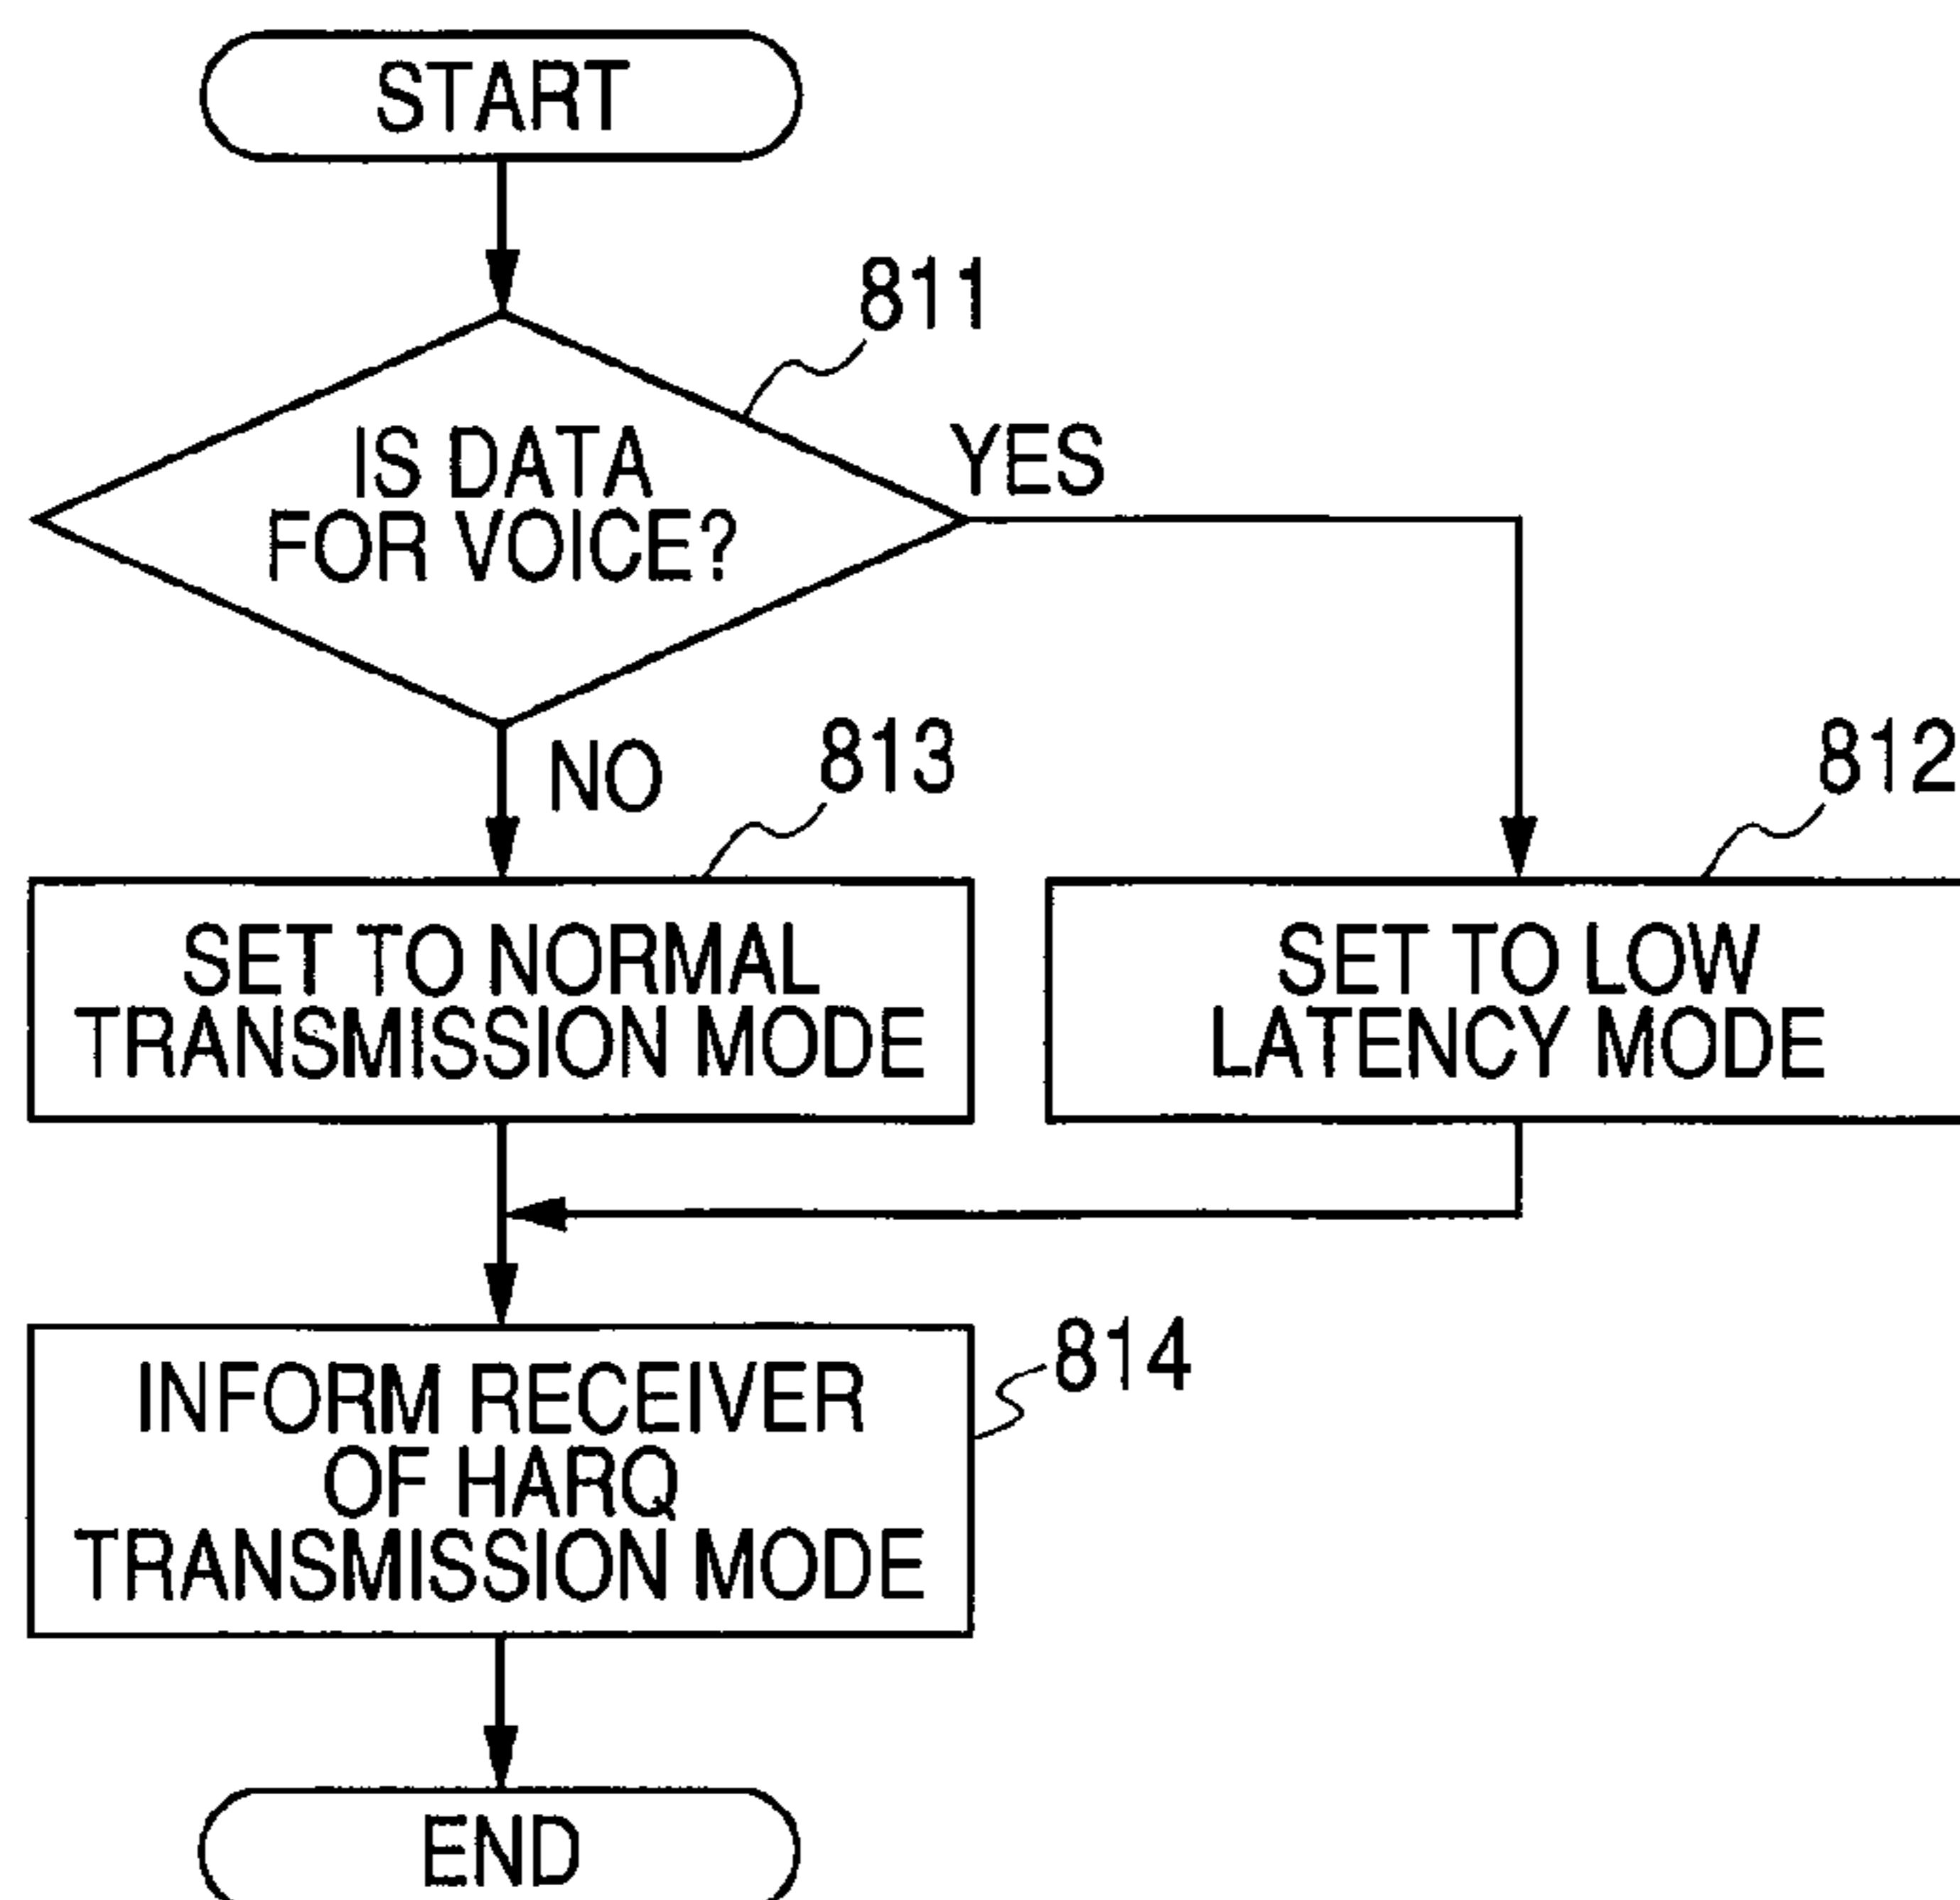 START
811
IS DATA
FOR VOICE?
YES
NO
813
812
SET TO NORMAL
TRANSMISSION MODE
SET TO LOW
LATENCY MODE
814
INFORM RECEIVER
OF HARQ
TRANSMISSION MODE
END